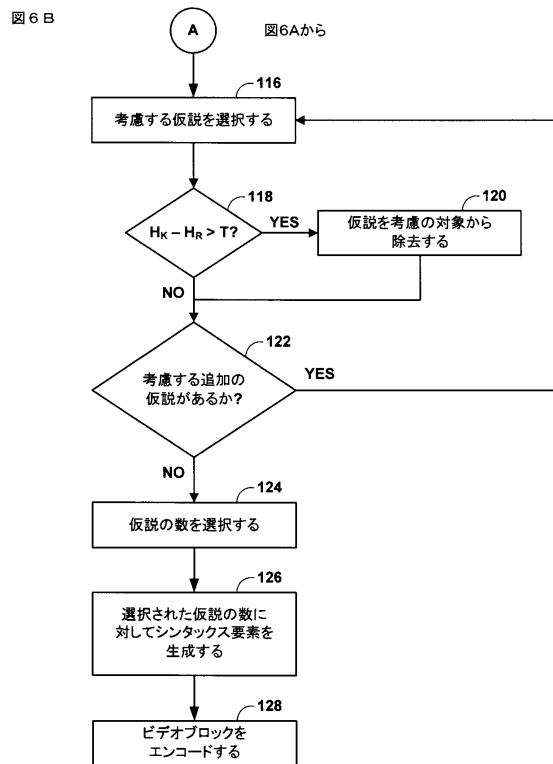 図6B
A
図6Aから
116
考慮する仮説を選択する
118
HK – HR > T?
YES
120
仮説を考慮の対象から
除去する
NO
122
考慮する追加の
仮説があるか?
YES
NO
124
仮説の数を選択する
126
選択された仮説の数に
対してシンタックス要素を
生成する
128
ビデオブロックを
エンコードする